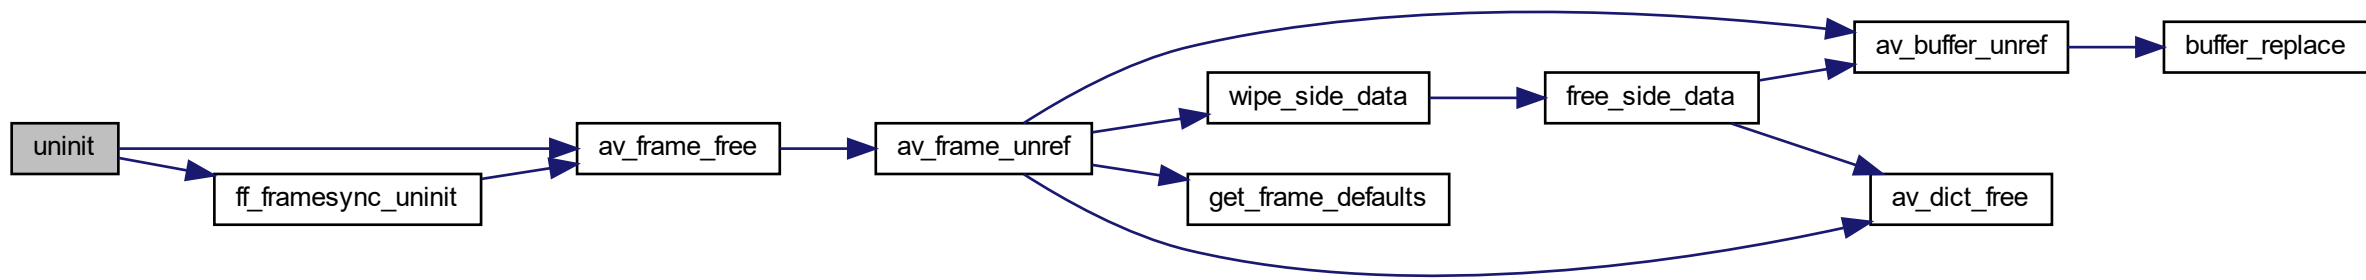 uninit
ff_framesync_uninit
av_frame_free
av_frame_unref
wipe_side_data
get_frame_defaults
free_side_data
av_buffer_unref
av_dict_free
buffer_replace